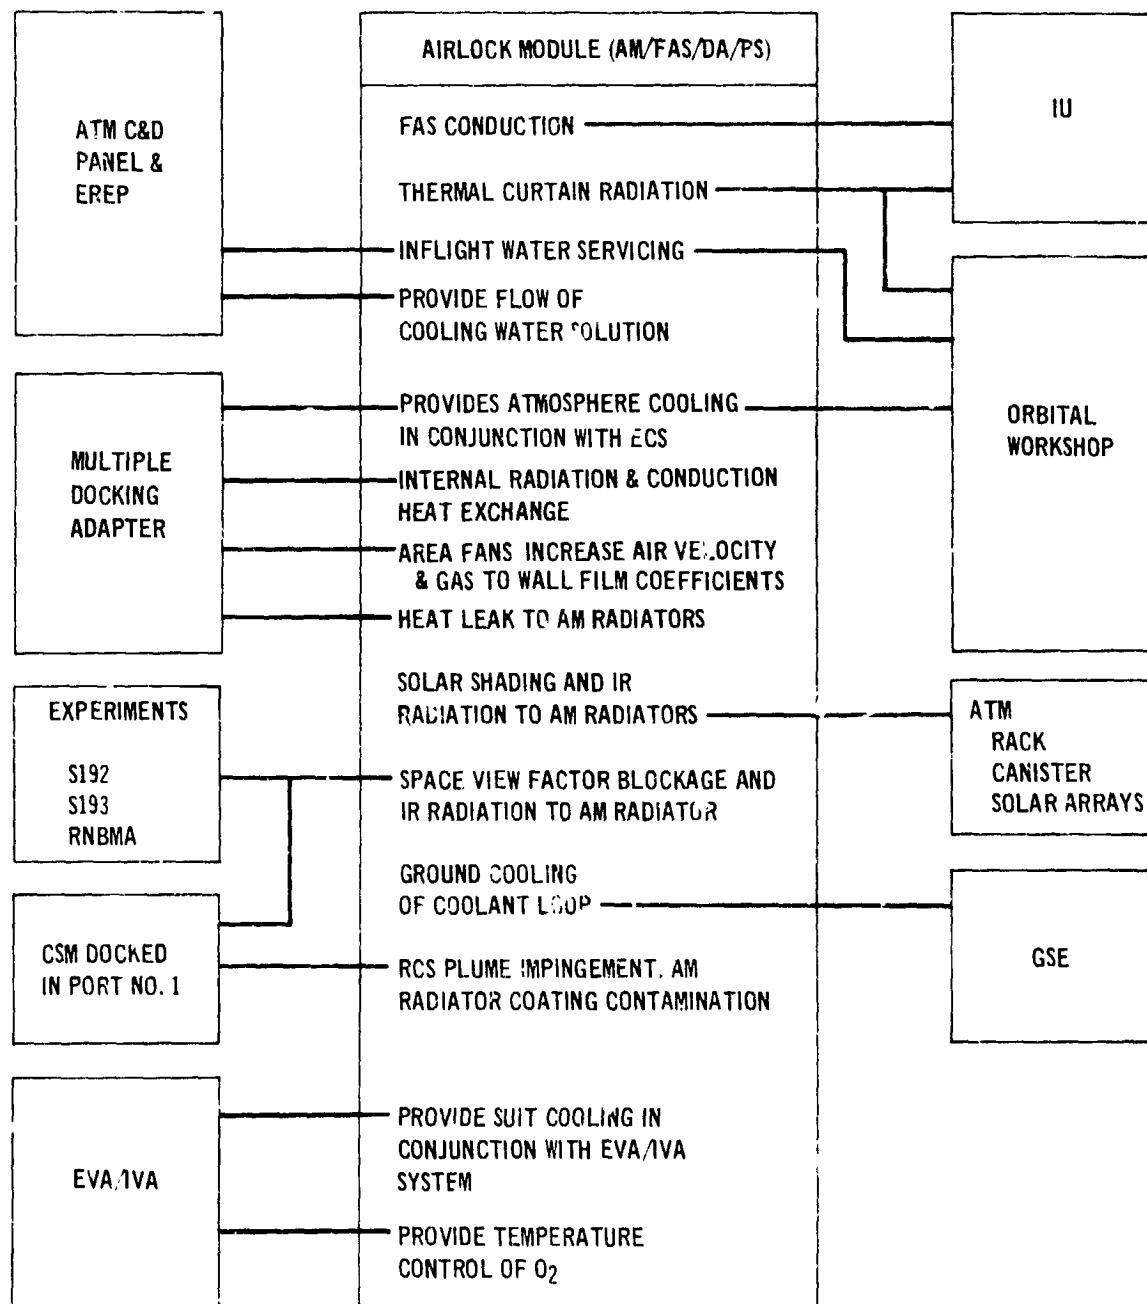 AIRLOCK MODULE (AM/FAS/DA/PS)
ATM C&D
PANEL &
EREP
MULTIPLE
DOCKING
ADAPTER
EXPERIMENTS
S192
S193
RNBMA
CSM DOCKED
IN PORT NO. 1
EVA/IVA
FAS CONDUCTION
THERMAL CURTAIN RADIATION
INFLIGHT WATER SERVICING
PROVIDE FLOW OF
COOLING WATER SOLUTION
PROVIDES ATMOSPHERE COOLING
IN CONJUNCTION WITH ECS
INTERNAL RADIATION & CONDUCTION
HEAT EXCHANGE
AREA FANS INCREASE AIR VELOCITY
& GAS TO WALL FILM COEFFICIENTS
HEAT LEAK TO AM RADIATORS
SOLAR SHADING AND IR
RADIATION TO AM RADIATORS
SPACE VIEW FACTOR BLOCKAGE AND
IR RADIATION TO AM RADIATOR
GROUND COOLING
OF COOLANT LOOP
RCS PLUME IMPINGEMENT. AM
RADIATOR COATING CONTAMINATION
PROVIDE SUIT COOLING IN
CONJUNCTION WITH EVA/IVA
SYSTEM
PROVIDE TEMPERATURE
CONTROL OF O2
IU
ORBITAL
WORKSHOP
ATM
RACK
CANISTER
SOLAR ARRAYS
GSE